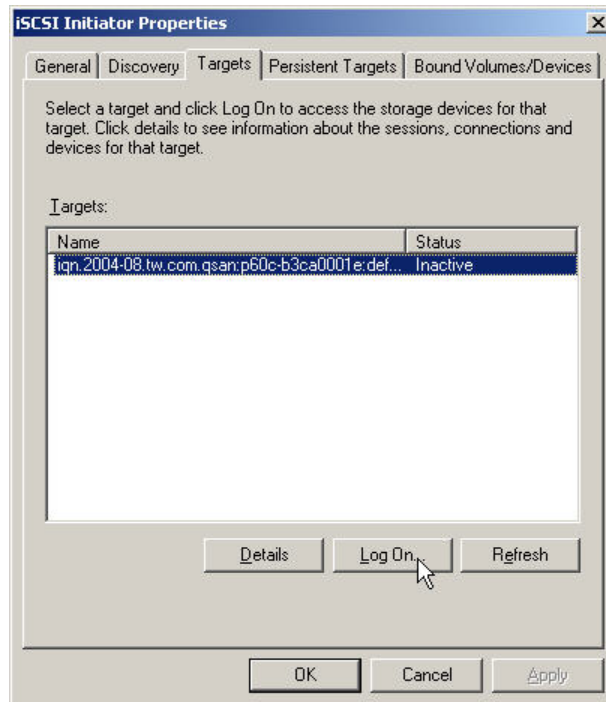 iSCSI Initiator Properties
General Discovery Targets Persistent Targets Bound Volumes/Devices
Select a target and click Log On to access the storage devices for that
target. Click details to see information about the sessions, connections and
devices for that target.
Targets:
Name Status
iqn.2004-08.tw.com.qsan:p60c-b3ca0001e:def... Inactive
Details Log On... Refresh
OK Cancel Apply